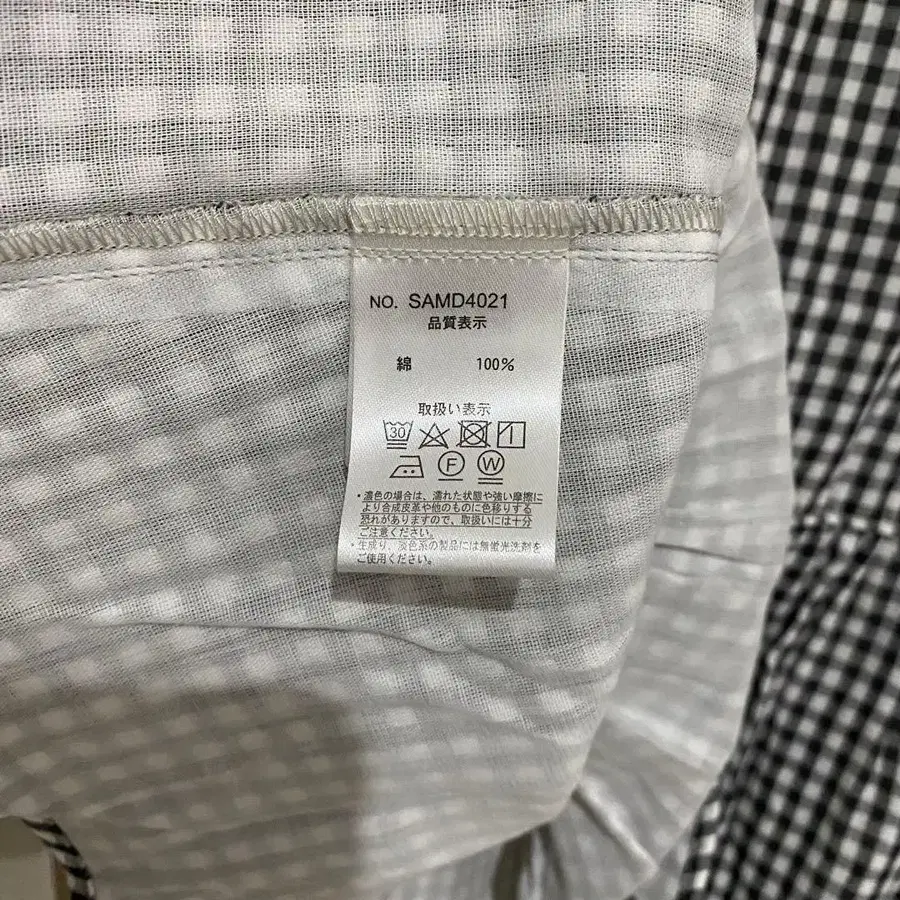 NO. SAMD4021
品質表示
綿 100%
取扱い表示
30
F W
・濃色の場合は、濡れた状態や強い摩擦に
より合成皮革や他のものに色移りする
恐れがありますので、取扱いには十分
ご注意ください。
・生成り、淡色系の製品には無蛍光洗剤を
ご使用ください。